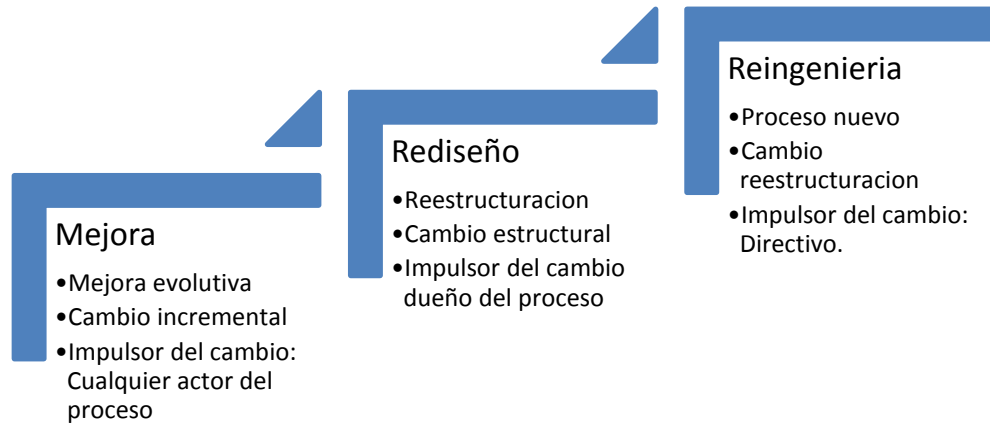 Mejora
•Mejora evolutiva
•Cambio incremental
•Impulsor del cambio:
Cualquier actor del
proceso
Rediseño
•Reestructuracion
•Cambio estructural
•Impulsor del cambio
dueño del proceso
Reingenieria
•Proceso nuevo
•Cambio
reestructuracion
•Impulsor del cambio:
Directivo.